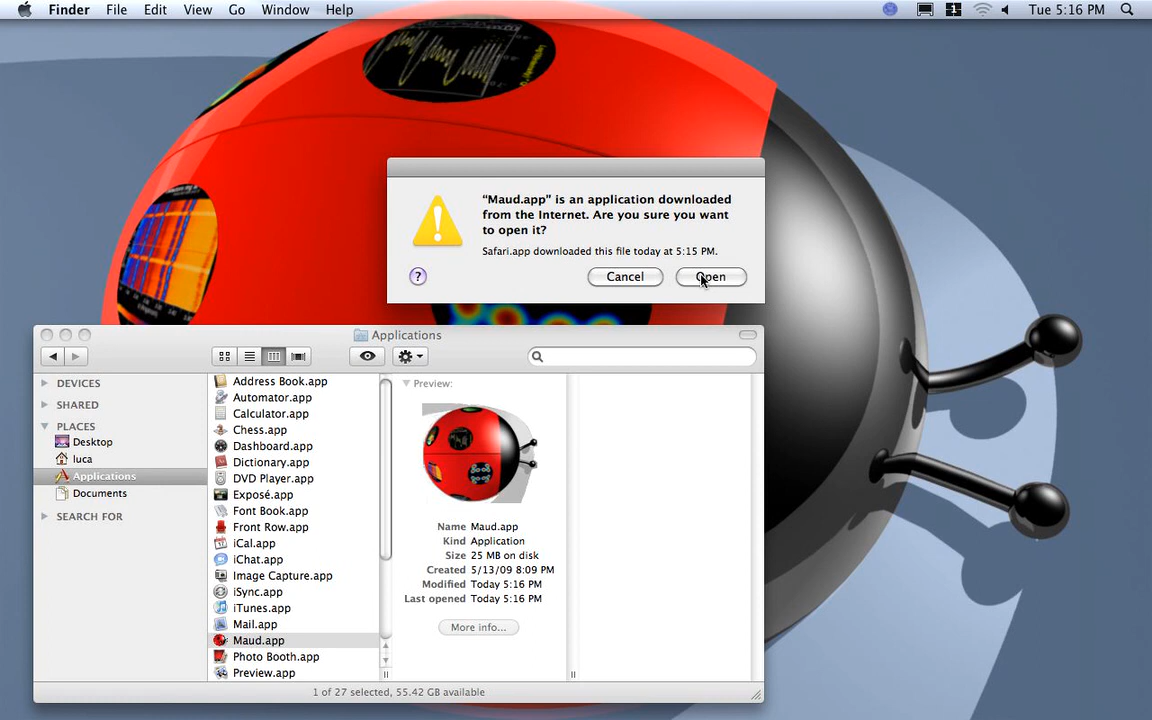 Finder File Edit View Go Window Help
1 Tue 5:16 PM
“Maud.app” is an application downloaded
from the Internet. Are you sure you want
to open it?
Safari.app downloaded this file today at 5:15 PM.
? Cancel Open
Applications
DEVICES
SHARED
PLACES
Desktop
luca
Applications
Documents
SEARCH FOR
Address Book.app
Automator.app
Calculator.app
Chess.app
Dashboard.app
Dictionary.app
DVD Player.app
Exposé.app
Font Book.app
Front Row.app
iCal.app
iChat.app
Image Capture.app
iSync.app
iTunes.app
Mail.app
Maud.app
Photo Booth.app
Preview.app
Preview:
Name Maud.app
Kind Application
Size 25 MB on disk
Created 5/13/09 8:09 PM
Modified Today 5:16 PM
Last opened Today 5:16 PM
More info...
1 of 27 selected, 55.42 GB available